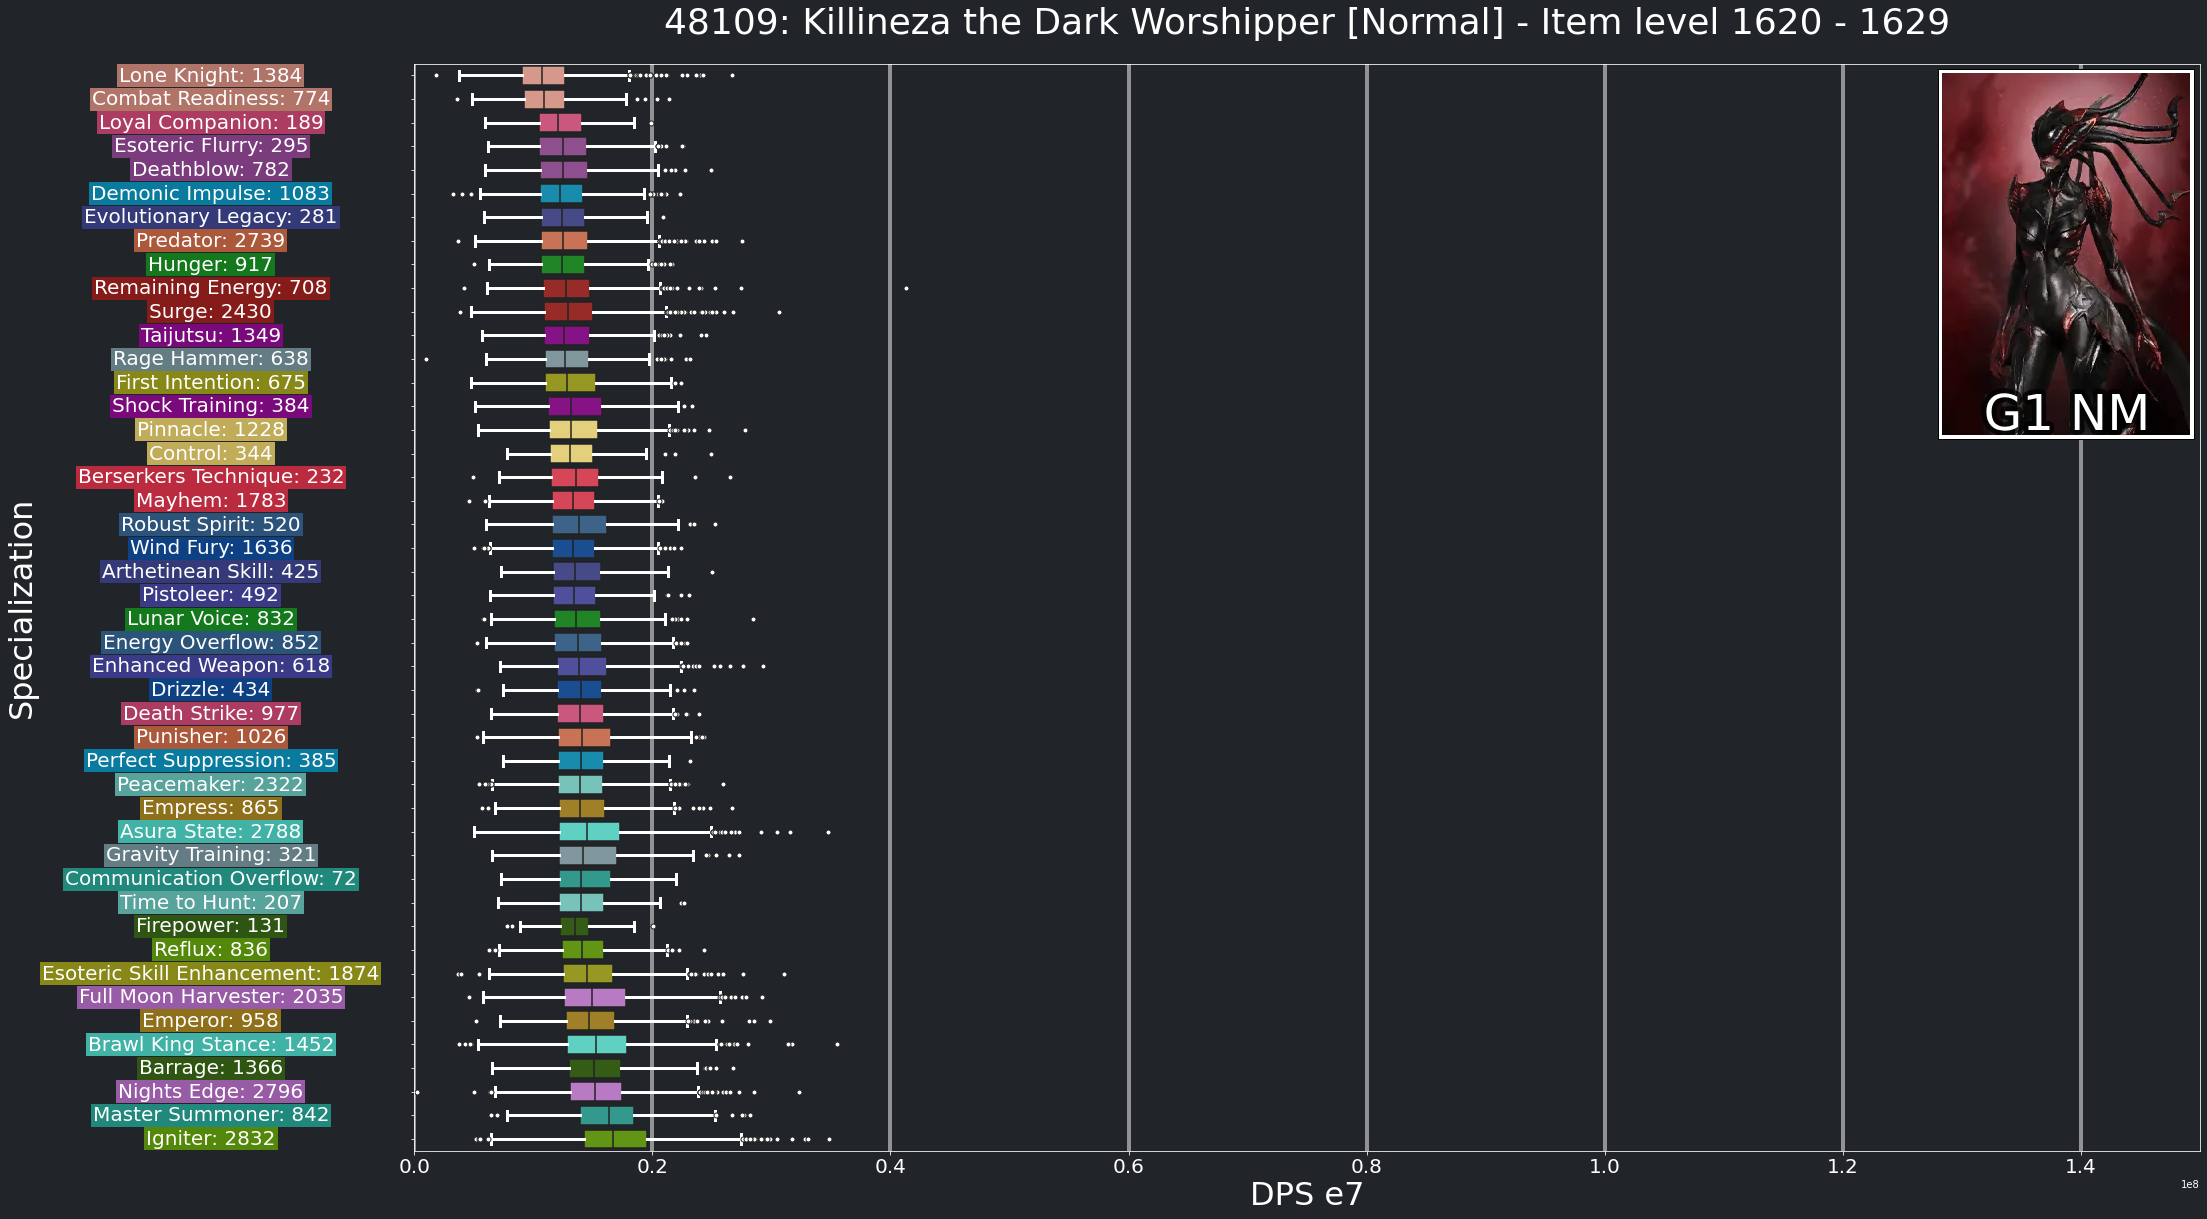 48109: Killineza the Dark Worshipper [Normal] - Item level 1620 - 1629
Lone Knight: 1384
Combat Readiness: 774
Loyal Companion: 189
Esoteric Flurry: 295
Deathblow: 782
Demonic Impulse: 1083
Evolutionary Legacy: 281
Predator: 2739
Hunger: 917
Remaining Energy: 708
Surge: 2430
Taijutsu: 1349
Rage Hammer: 638
First Intention: 675
Shock Training: 384
Pinnacle: 1228
Control: 344
Berserkers Technique: 232
Mayhem: 1783
Robust Spirit: 520
Wind Fury: 1636
Arthetinean Skill: 425
Pistoleer: 492
Lunar Voice: 832
Energy Overflow: 852
Enhanced Weapon: 618
Drizzle: 434
Death Strike: 977
Punisher: 1026
Perfect Suppression: 385
Peacemaker: 2322
Empress: 865
Asura State: 2788
Gravity Training: 321
Communication Overflow: 72
Time to Hunt: 207
Firepower: 131
Reflux: 836
Esoteric Skill Enhancement: 1874
Full Moon Harvester: 2035
Emperor: 958
Brawl King Stance: 1452
Barrage: 1366
Nights Edge: 2796
Master Summoner: 842
Igniter: 2832
Specialization
G1 NM
0.0 0.2 0.4 0.6 0.8 1.0 1.2 1.4
DPS e7
1e8